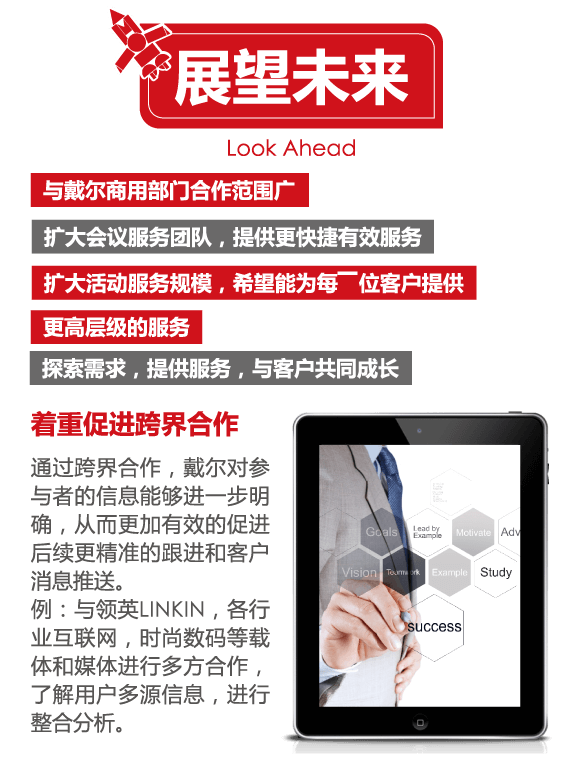 展望未来
Look Ahead
与戴尔商用部门合作范围广
扩大会议服务团队，提供更快捷有效服务
扩大活动服务规模，希望能为每一位客户提供
更高层级的服务
探索需求，提供服务，与客户共同成长
着重促进跨界合作
通过跨界合作，戴尔对参
与者的信息能够进一步明
确，从而更加有效的促进
后续更精准的跟进和客户
消息推送。
例：与领英LINKIN，各行
业互联网，时尚数码等载
体和媒体进行多方合作，
了解用户多源信息，进行
整合分析。
Goals
Lead by
Example
Motivate
Adv
Vision
Teamwork
Example
Study
success